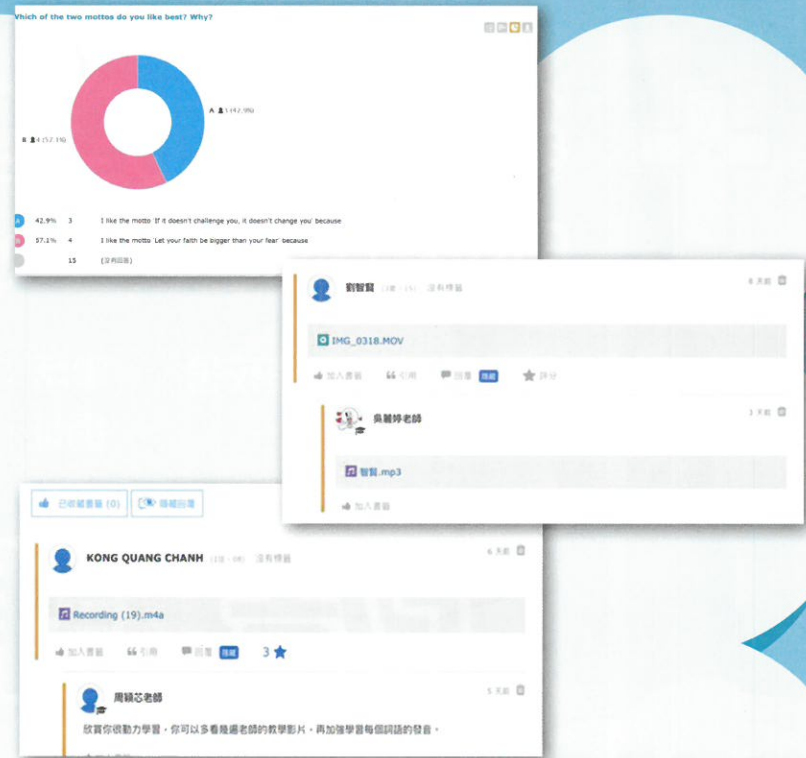 Which of the two mottos do you like best? Why?
A 3 (42.9%)
B 4 (57.1%)
A 42.9% 3 I like the motto 'If it doesn't challenge you, it doesn't change you' because
B 57.1% 4 I like the motto 'Let your faith be bigger than your fear' because
15 (沒有回答)
劉智賢 沒有標籤 8 天前
IMG_0318.MOV
加入書籤 引用 回覆 隱藏 評分
吳麗婷老師 3 天前
智賢.mp3
加入書籤
已收藏書籤 (0) 隱藏回覆
KONG QUANG CHANH 沒有標籤 6 天前
Recording (19).m4a
加入書籤 引用 回覆 隱藏 3
周穎芯老師 5 天前
欣賞你很動力學習，你可以多看幾遍老師的教學影片，再加強學習每個詞語的發音。